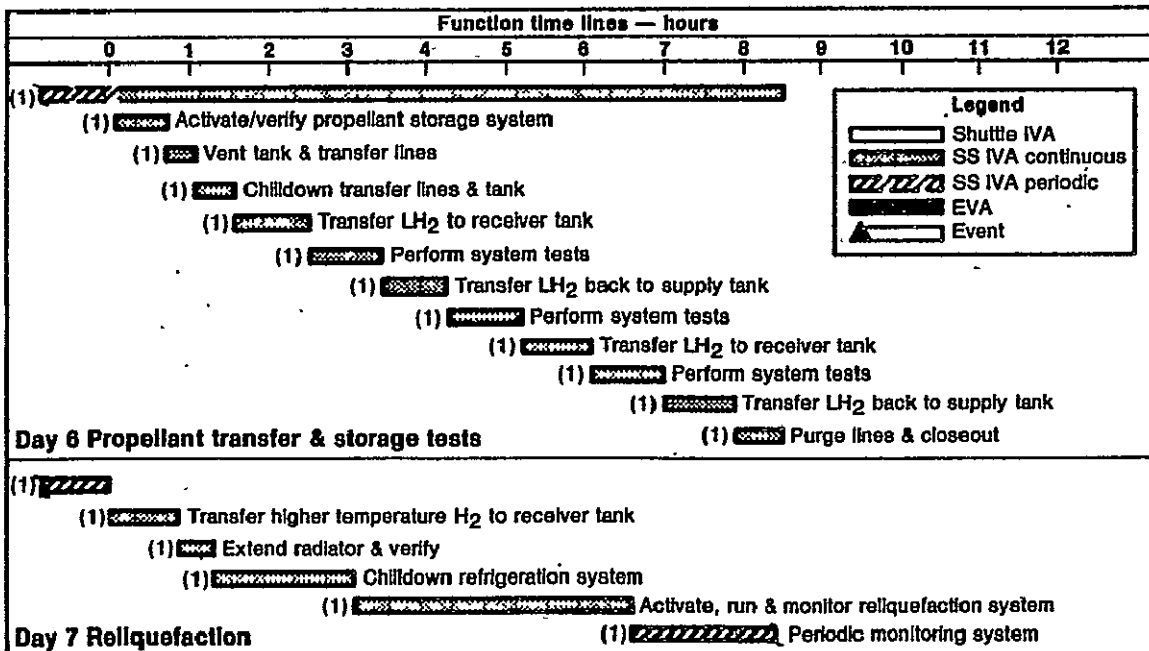 Function time lines — hours
0 1 2 3 4 5 6 7 8 9 10 11 12
(1)
Legend
Shuttle IVA
SS IVA continuous
SS IVA periodic
EVA
Event
(1) Activate/verify propellant storage system
(1) Vent tank & transfer lines
(1) Chilldown transfer lines & tank
(1) Transfer LH2 to receiver tank
(1) Perform system tests
(1) Transfer LH2 back to supply tank
(1) Perform system tests
(1) Transfer LH2 to receiver tank
(1) Perform system tests
(1) Transfer LH2 back to supply tank
(1) Purge lines & closeout
Day 6 Propellant transfer & storage tests
(1)
(1) Transfer higher temperature H2 to receiver tank
(1) Extend radiator & verify
(1) Chilldown refrigeration system
(1) Activate, run & monitor reliquefaction system
(1) Periodic monitoring system
Day 7 Reliquefaction